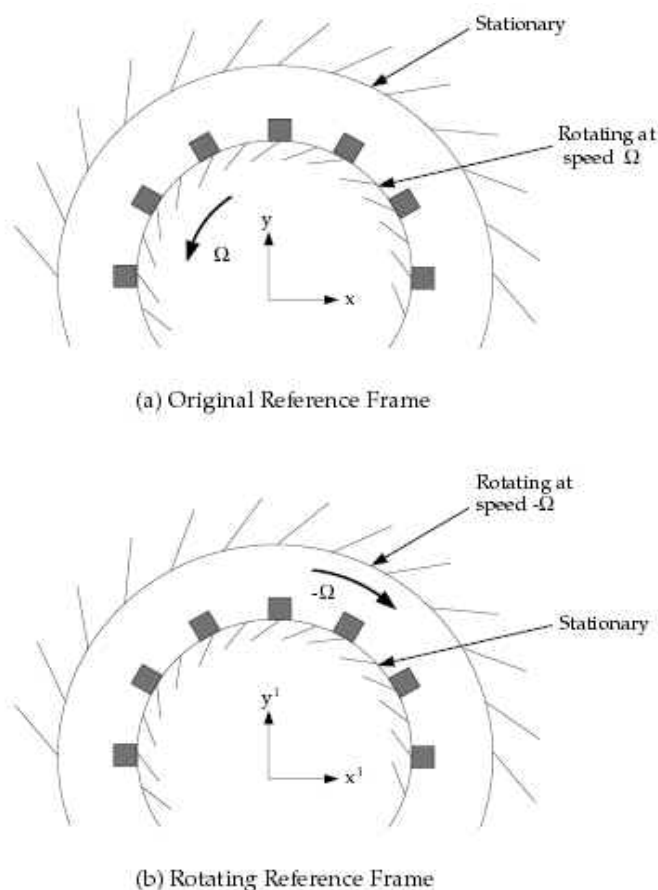 Stationary
Rotating at
speed Ω
y
Ω
x
(a) Original Reference Frame
Rotating at
speed -Ω
-Ω
Stationary
y¹
x¹
(b) Rotating Reference Frame